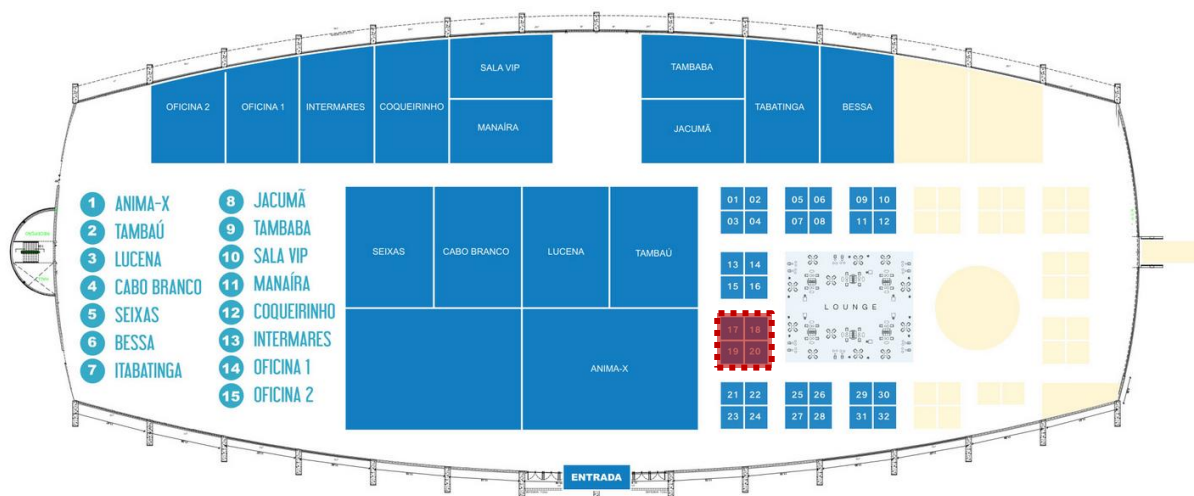 SALA VIP
TAMBABA
OFICINA 2
OFICINA 1
INTERMARES
COQUEIRINHO
MANAÍRA
JACUMÃ
TABATINGA
BESSA
1 ANIMA-X
2 TAMBAÚ
3 LUCENA
4 CABO BRANCO
5 SEIXAS
6 BESSA
7 ITABATINGA
8 JACUMÃ
9 TAMBABA
10 SALA VIP
11 MANAÍRA
12 COQUEIRINHO
13 INTERMARES
14 OFICINA 1
15 OFICINA 2
SEIXAS
CABO BRANCO
LUCENA
TAMBAÚ
ANIMA-X
01 02
03 04
05 06
07 08
09 10
11 12
13 14
15 16
LOUNGE
17 18
19 20
21 22
23 24
25 26
27 28
29 30
31 32
ENTRADA